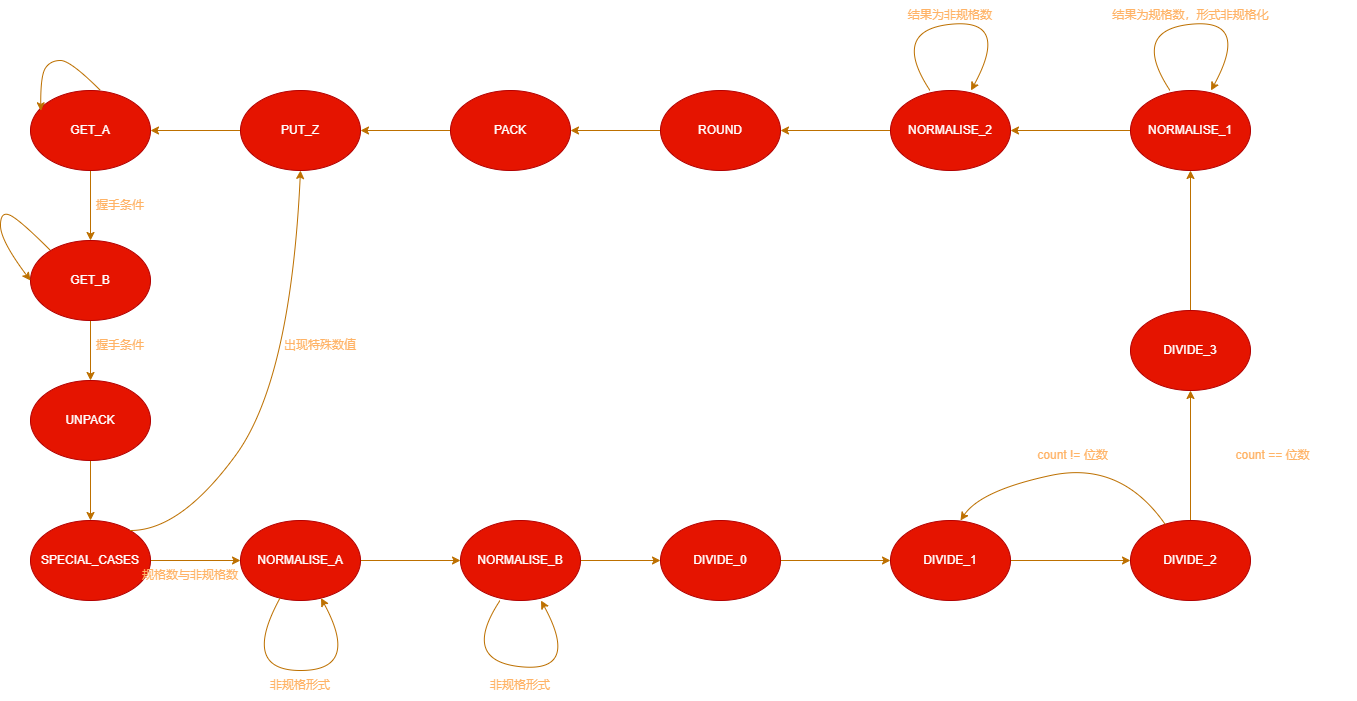 结果为非规格数
结果为规格数，形式非规格化
GET_A
PUT_Z
PACK
ROUND
NORMALISE_2
NORMALISE_1
握手条件
GET_B
握手条件
出现特殊数值
DIVIDE_3
UNPACK
count != 位数
count == 位数
SPECIAL_CASES
规格数与非规格数
NORMALISE_A
NORMALISE_B
DIVIDE_0
DIVIDE_1
DIVIDE_2
非规格形式
非规格形式